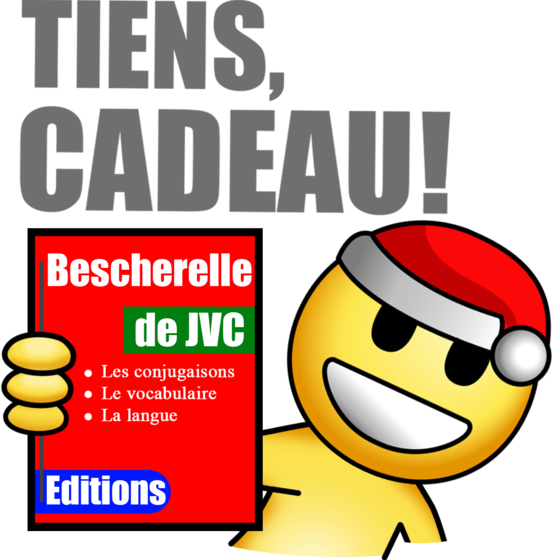 TIENS,
CADEAU!
Bescherelle
de JVC
• Les conjugaisons
• Le vocabulaire
• La langue
Editions